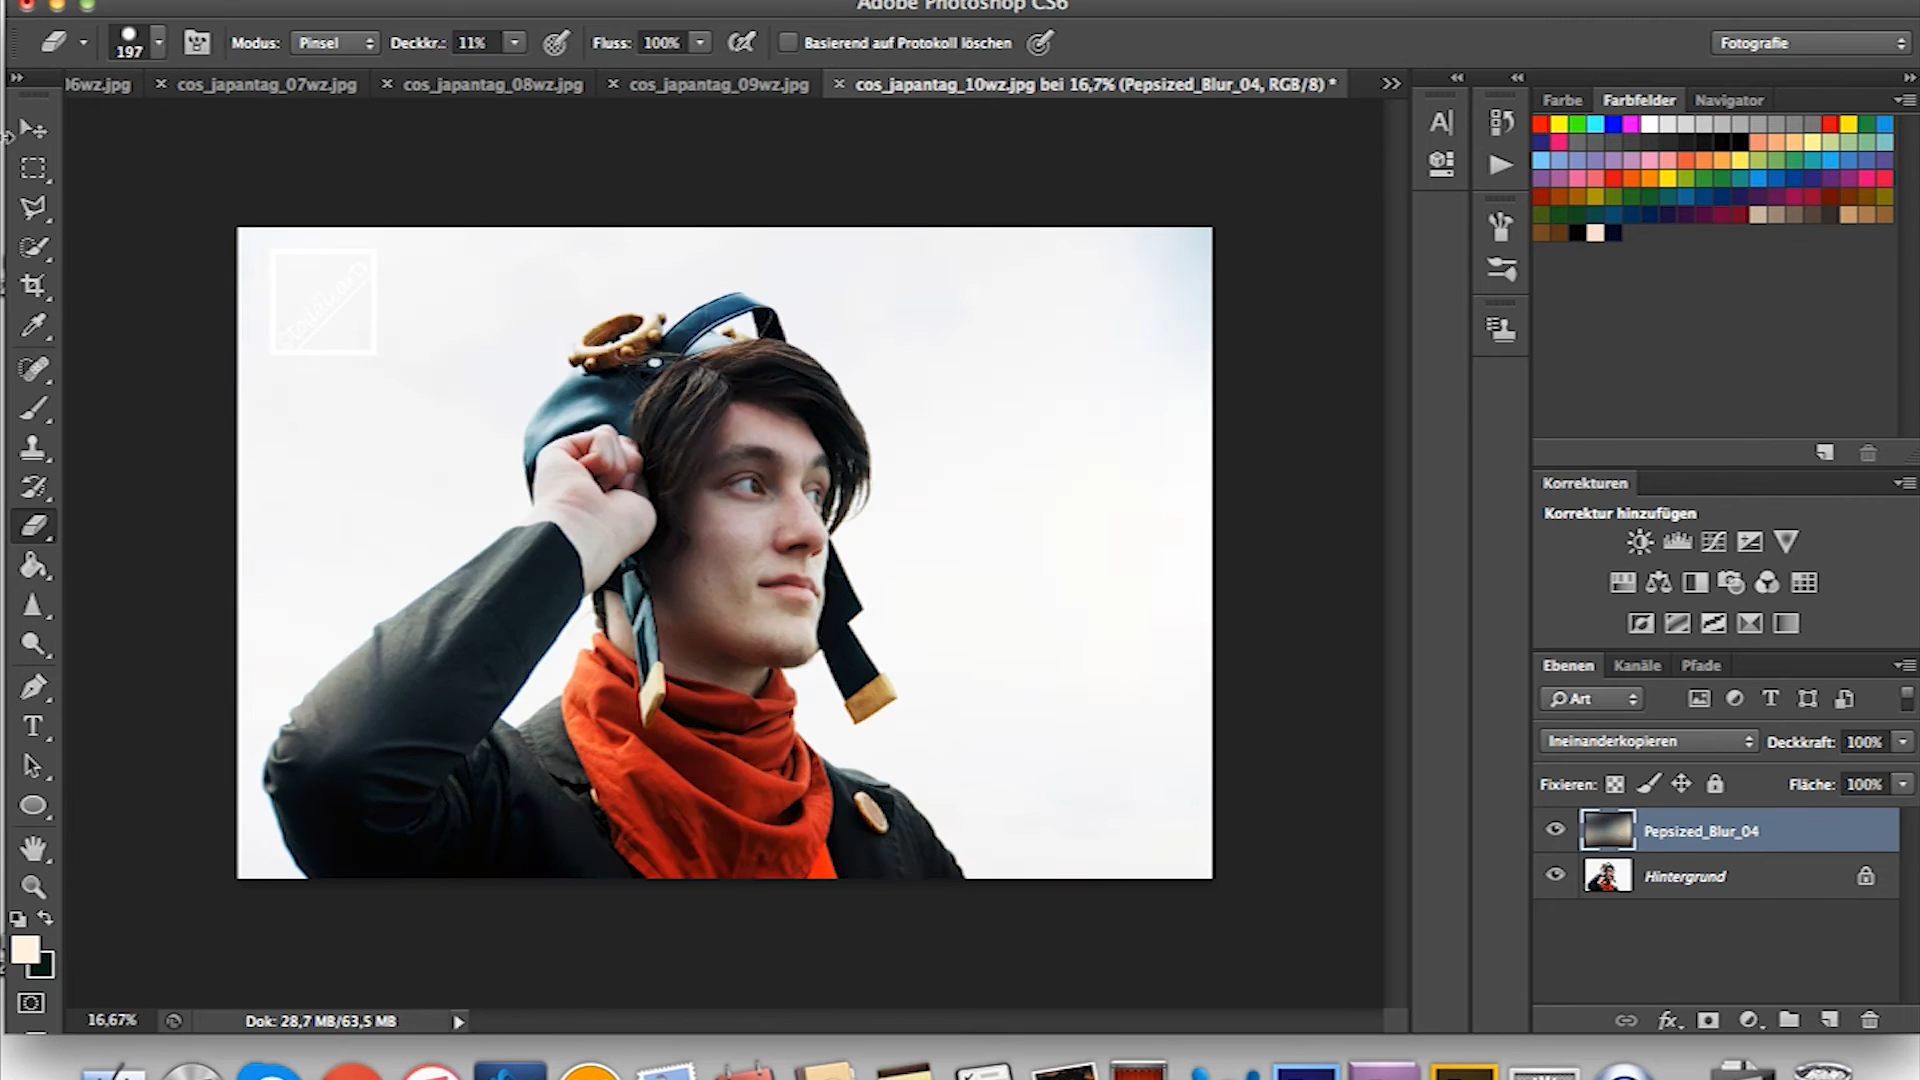 Adobe Photoshop CS6
197
Modus: Pinsel Deckkr.: 11% Fluss: 100% Basierend auf Protokoll löschen
Fotografie
06wz.jpg cos_japantag_07wz.jpg cos_japantag_08wz.jpg cos_japantag_09wz.jpg cos_japantag_10wz.jpg bei 16,7% (Pepsized_Blur_04, RGB/8) *
Farbe Farbfelder Navigator
Korrekturen
Korrektur hinzufügen
Ebenen Kanäle Pfade
Art
Ineinanderkopieren Deckkraft: 100%
Fixieren: Fläche: 100%
Pepsized_Blur_04
Hintergrund
16,67% Dok: 28,7 MB/63,5 MB